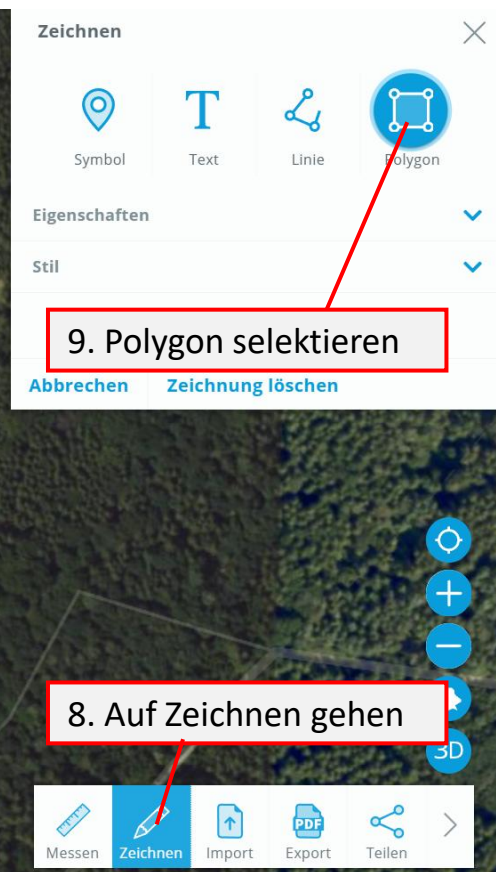 Zeichnen
Symbol Text Linie Polygon
Eigenschaften
Stil
9. Polygon selektieren
Abbrechen Zeichnung löschen
8. Auf Zeichnen gehen
3D
PDF
Messen Zeichnen Import Export Teilen